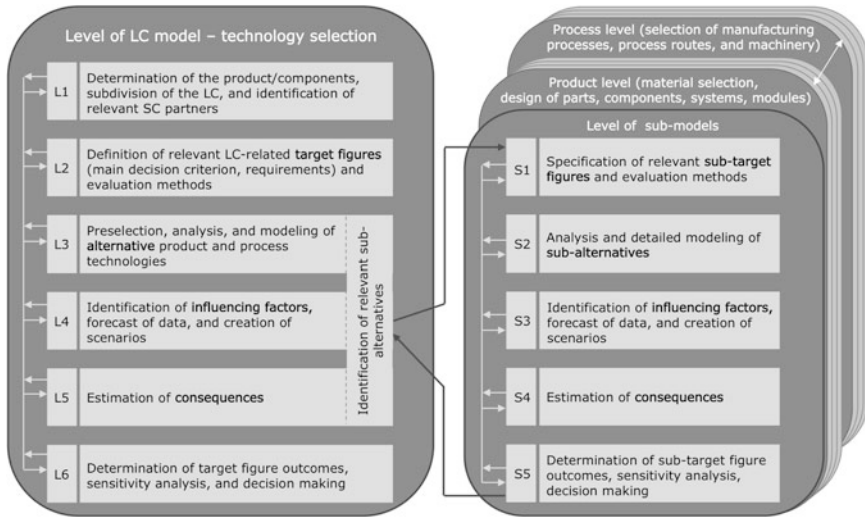 Level of LC model – technology selection
L1
Determination of the product/components,
subdivision of the LC, and identification
of relevant SC partners
L2
Definition of relevant LC-related target figures
(main decision criterion, requirements) and
evaluation methods
L3
Preselection, analysis, and modeling of
alternative product and process
technologies
L4
Identification of influencing factors,
forecast of data, and creation of
scenarios
L5
Estimation of consequences
L6
Determination of target figure outcomes,
sensitivity analysis, and decision making
Identification of relevant sub-
alternatives
Process level (selection of manufacturing
processes, process routes, and machinery)
Product level (material selection,
design of parts, components, systems, modules)
Level of sub-models
S1
Specification of relevant sub-target
figures and evaluation methods
S2
Analysis and detailed modeling of
sub-alternatives
S3
Identification of influencing factors,
forecast of data, and creation of
scenarios
S4
Estimation of consequences
S5
Determination of sub-target figure
outcomes, sensitivity analysis,
decision making